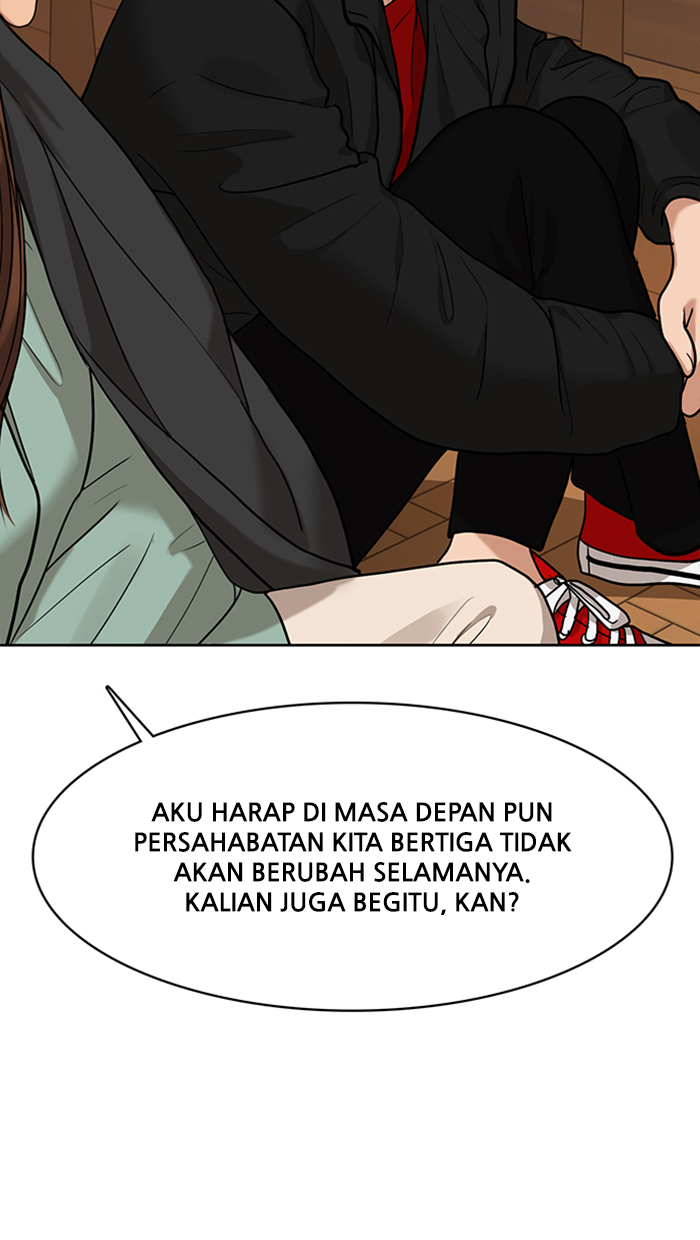 AKU HARAP DI MASA DEPAN PUN
PERSAHABATAN KITA BERTIGA TIDAK
AKAN BERUBAH SELAMANYA.
KALIAN JUGA BEGITU, KAN?